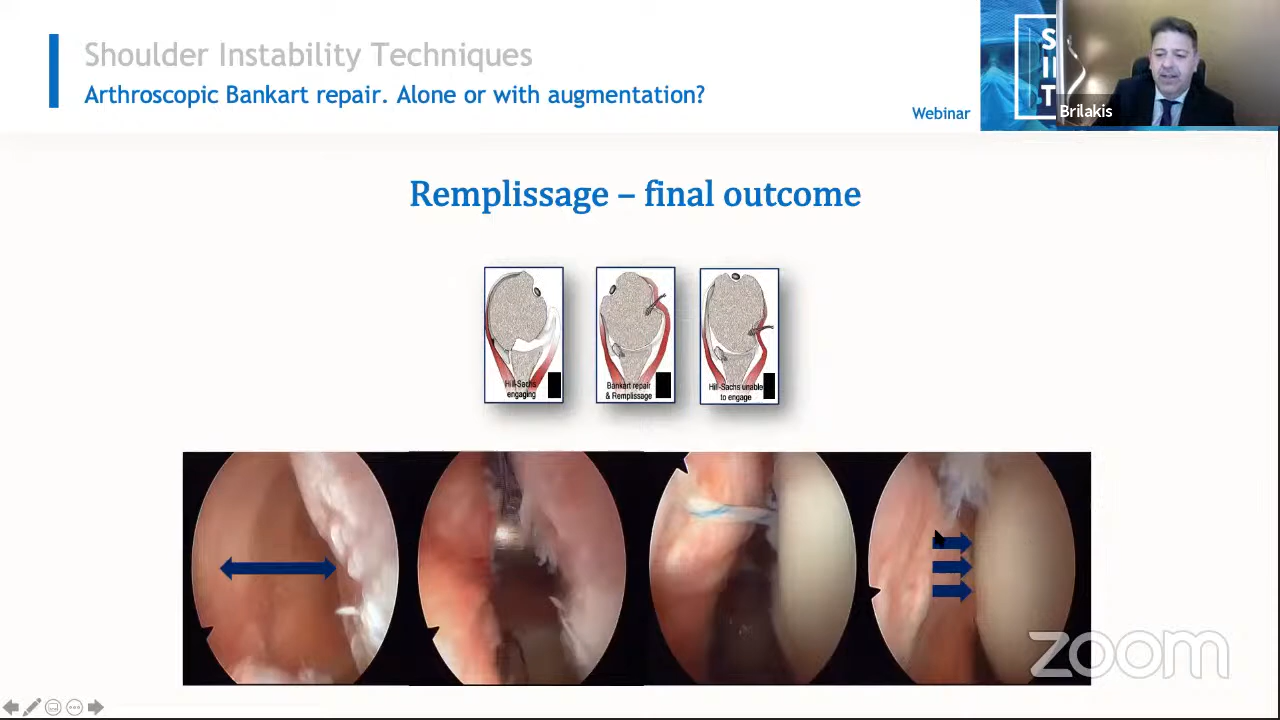 Shoulder Instability Techniques
Arthroscopic Bankart repair. Alone or with augmentation?
Webinar
S
II
T
Brilakis
Remplissage – final outcome
Hill-Sachs
engaging
Bankart repair
& Remplissage
Hill-Sachs unable
to engage
zoom